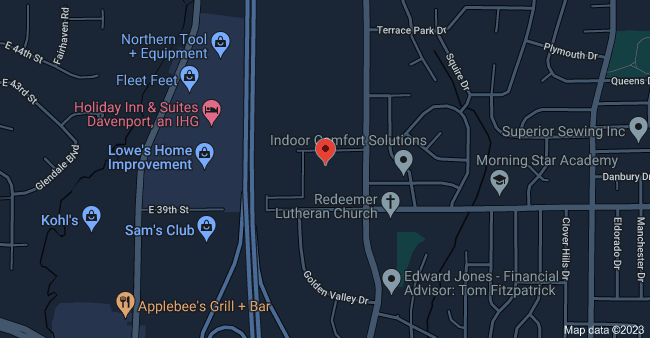 Fairhaven Rd
E 44th St
E 43rd St
Glendale Blvd
Northern Tool
+ Equipment
Fleet Feet
Holiday Inn & Suites
Davenport, an IHG
Lowe's Home
Improvement
Kohl's
E 39th St
Sam's Club
Applebee's Grill + Bar
Terrace Park Dr
Squire Dr
Plymouth Dr
Queens D
Indoor Comfort Solutions
Superior Sewing Inc
Morning Star Academy
Danbury Dr
Redeemer
Lutheran Church
Golden Valley Dr
Edward Jones - Financial
Advisor: Tom Fitzpatrick
Clover Hills Dr
Eldorado Dr
Manchester Dr
Map data ©2023